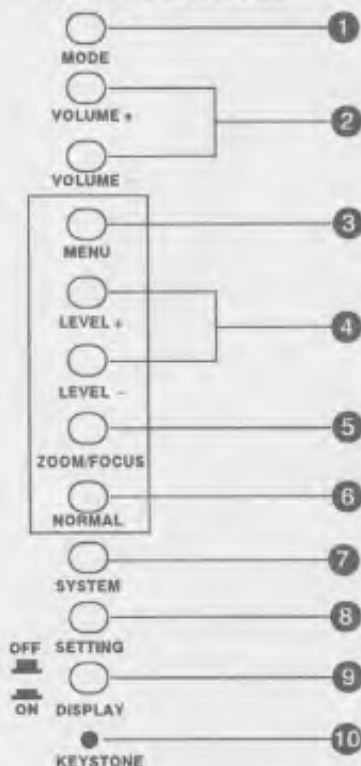 1
MODE
VOLUME +
2
VOLUME -
3
MENU
LEVEL +
4
LEVEL -
5
ZOOM/FOCUS
6
NORMAL
7
SYSTEM
8
OFF SETTING
9
ON DISPLAY
10
KEYSTONE